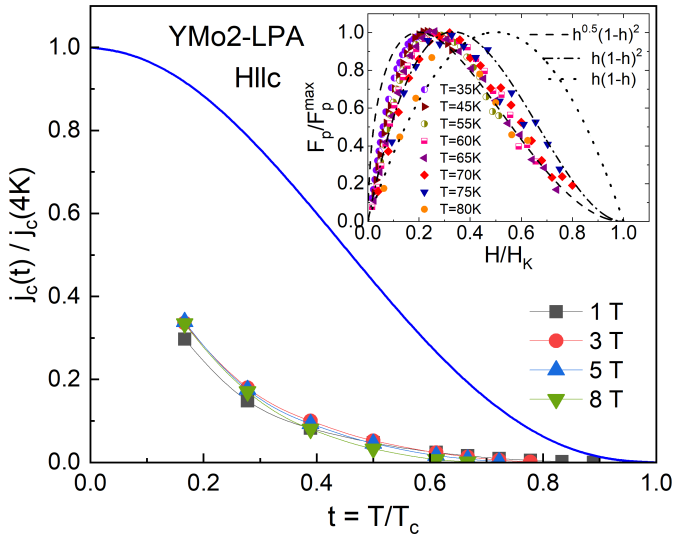 YMo2-LPA
Hllc
j_c(t) / j_c(4K)
1.0
0.8
0.6
0.4
0.2
0.0
0.0 0.2 0.4 0.6 0.8 1.0
t = T/T_c
1 T
3 T
5 T
8 T
F_p/F_p^max
1.0
0.8
0.6
0.4
0.2
0.0
0.0 0.2 0.4 0.6 0.8 1.0
H/H_K
T=35K
T=45K
T=55K
T=60K
T=65K
T=70K
T=75K
T=80K
h^0.5(1-h)^2
h(1-h)^2
h(1-h)